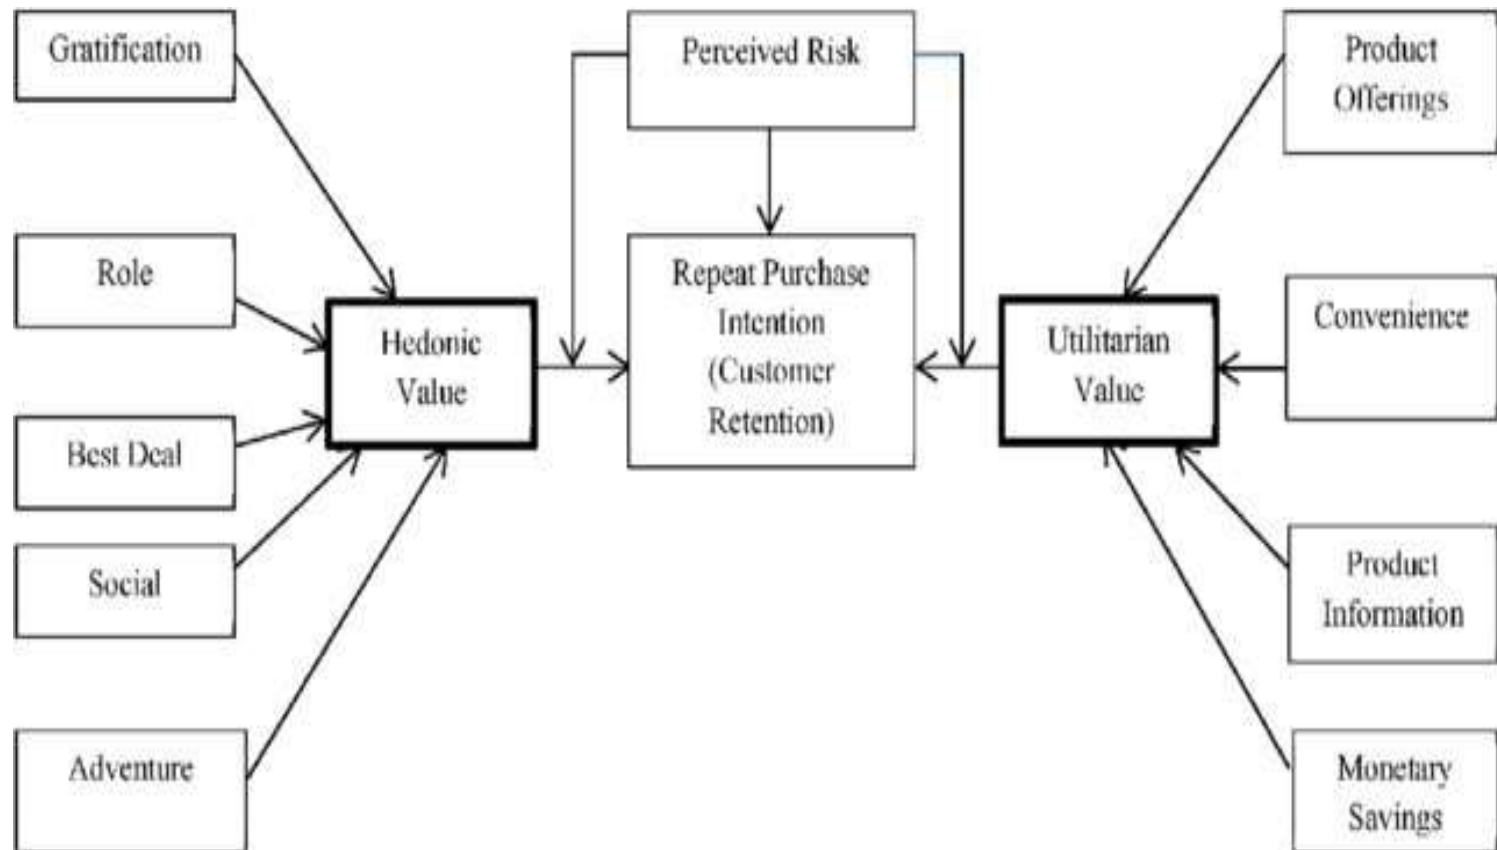 Gratification
Perceived Risk
Product
Offerings
Role
Repeat Purchase
Intention
(Customer
Retention)
Hedonic
Value
Utilitarian
Value
Convenience
Best Deal
Social
Product
Information
Adventure
Monetary
Savings